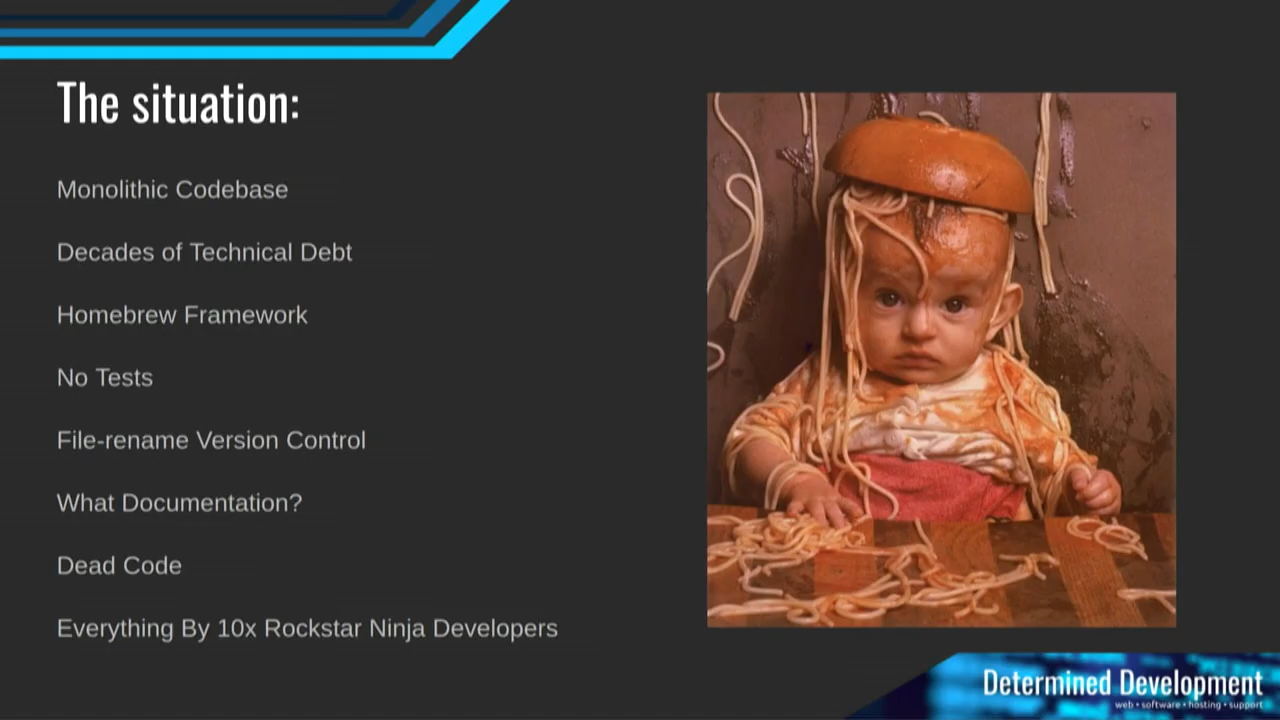 The situation:
Monolithic Codebase
Decades of Technical Debt
Homebrew Framework
No Tests
File-rename Version Control
What Documentation?
Dead Code
Everything By 10x Rockstar Ninja Developers
Determined Development
web • software • hosting • support